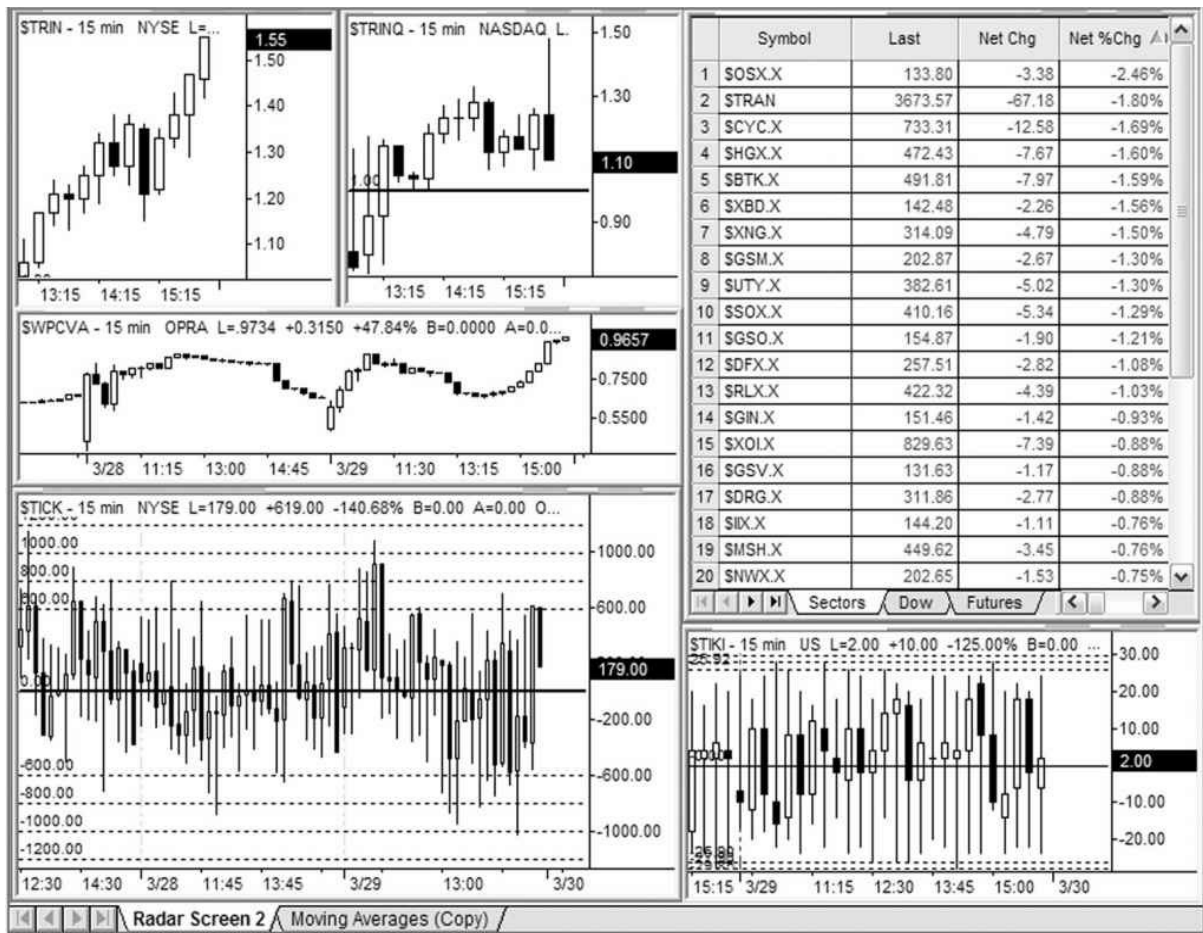 $TRIN - 15 min NYSE L=...
1.55
1.50
1.40
1.30
1.20
1.10
13:15 14:15 15:15
$TRINQ - 15 min NASDAQ L.
1.50
1.30
1.10
1.00
0.90
13:15 14:15 15:15
$WPCVA - 15 min OPRA L=.9734 +0.3150 +47.84% B=0.0000 A=0.0...
0.9657
0.7500
0.5500
3/28 11:15 13:00 14:45 3/29 11:30 13:15 15:00
$TICK - 15 min NYSE L=179.00 +619.00 -140.68% B=0.00 A=0.00 O...
1000.00
800.00
0.00
-600.00
-800.00
-1000.00
-1200.00
1000.00
600.00
179.00
-200.00
-600.00
-1000.00
12:30 14:30 3/28 11:45 13:45 3/29 13:00 3/30
Symbol Last Net Chg Net %Chg
1 $OSX.X 133.80 -3.38 -2.46%
2 $TRAN 3673.57 -67.18 -1.80%
3 $CYC.X 733.31 -12.58 -1.69%
4 $HGX.X 472.43 -7.67 -1.60%
5 $BTK.X 491.81 -7.97 -1.59%
6 $XBD.X 142.48 -2.26 -1.56%
7 $XNG.X 314.09 -4.79 -1.50%
8 $GSM.X 202.87 -2.67 -1.30%
9 $UTY.X 382.61 -5.02 -1.30%
10 $SOX.X 410.16 -5.34 -1.29%
11 $GSO.X 154.87 -1.90 -1.21%
12 $DFX.X 257.51 -2.82 -1.08%
13 $RLX.X 422.32 -4.39 -1.03%
14 $GIN.X 151.46 -1.42 -0.93%
15 $XOI.X 829.63 -7.39 -0.88%
16 $GSV.X 131.63 -1.17 -0.88%
17 $DRG.X 311.86 -2.77 -0.88%
18 $IIX.X 144.20 -1.11 -0.76%
19 $MSH.X 449.62 -3.45 -0.76%
20 $NWX.X 202.65 -1.53 -0.75%
Sectors Dow Futures
$TIKI - 15 min US L=2.00 +10.00 -125.00% B=0.00 ...
30.00
20.00
10.00
2.00
-10.00
-20.00
15:15 3/29 11:15 12:30 13:45 15:00 3/30
Radar Screen 2 Moving Averages (Copy)